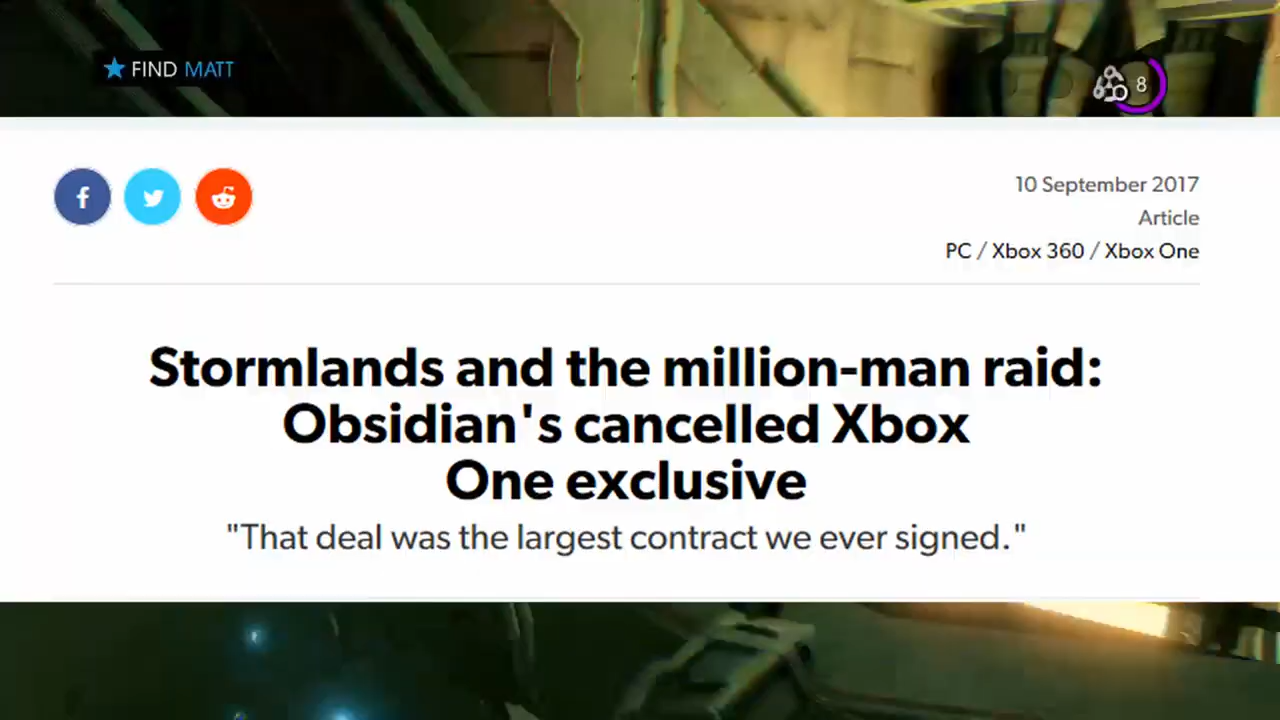 ★ FIND MATT
8
10 September 2017
Article
PC / Xbox 360 / Xbox One
Stormlands and the million-man raid:
Obsidian's cancelled Xbox
One exclusive
"That deal was the largest contract we ever signed."